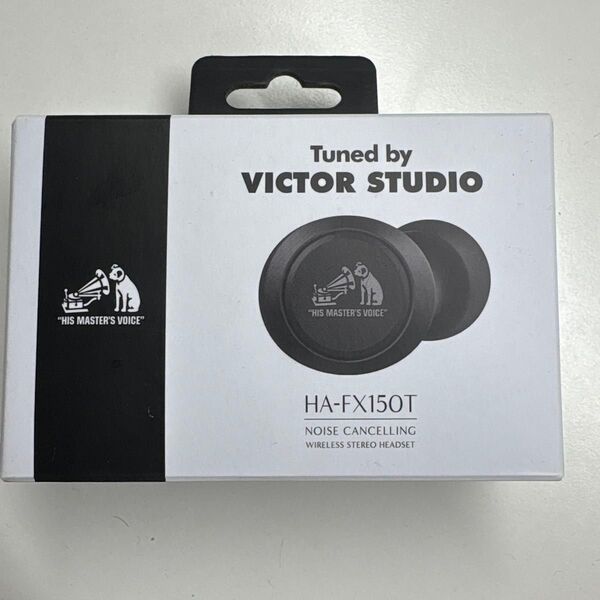 Tuned by
VICTOR STUDIO
"HIS MASTER'S VOICE"
"HIS MASTER'S VOICE"
HA-FX150T
NOISE CANCELLING
WIRELESS STEREO HEADSET